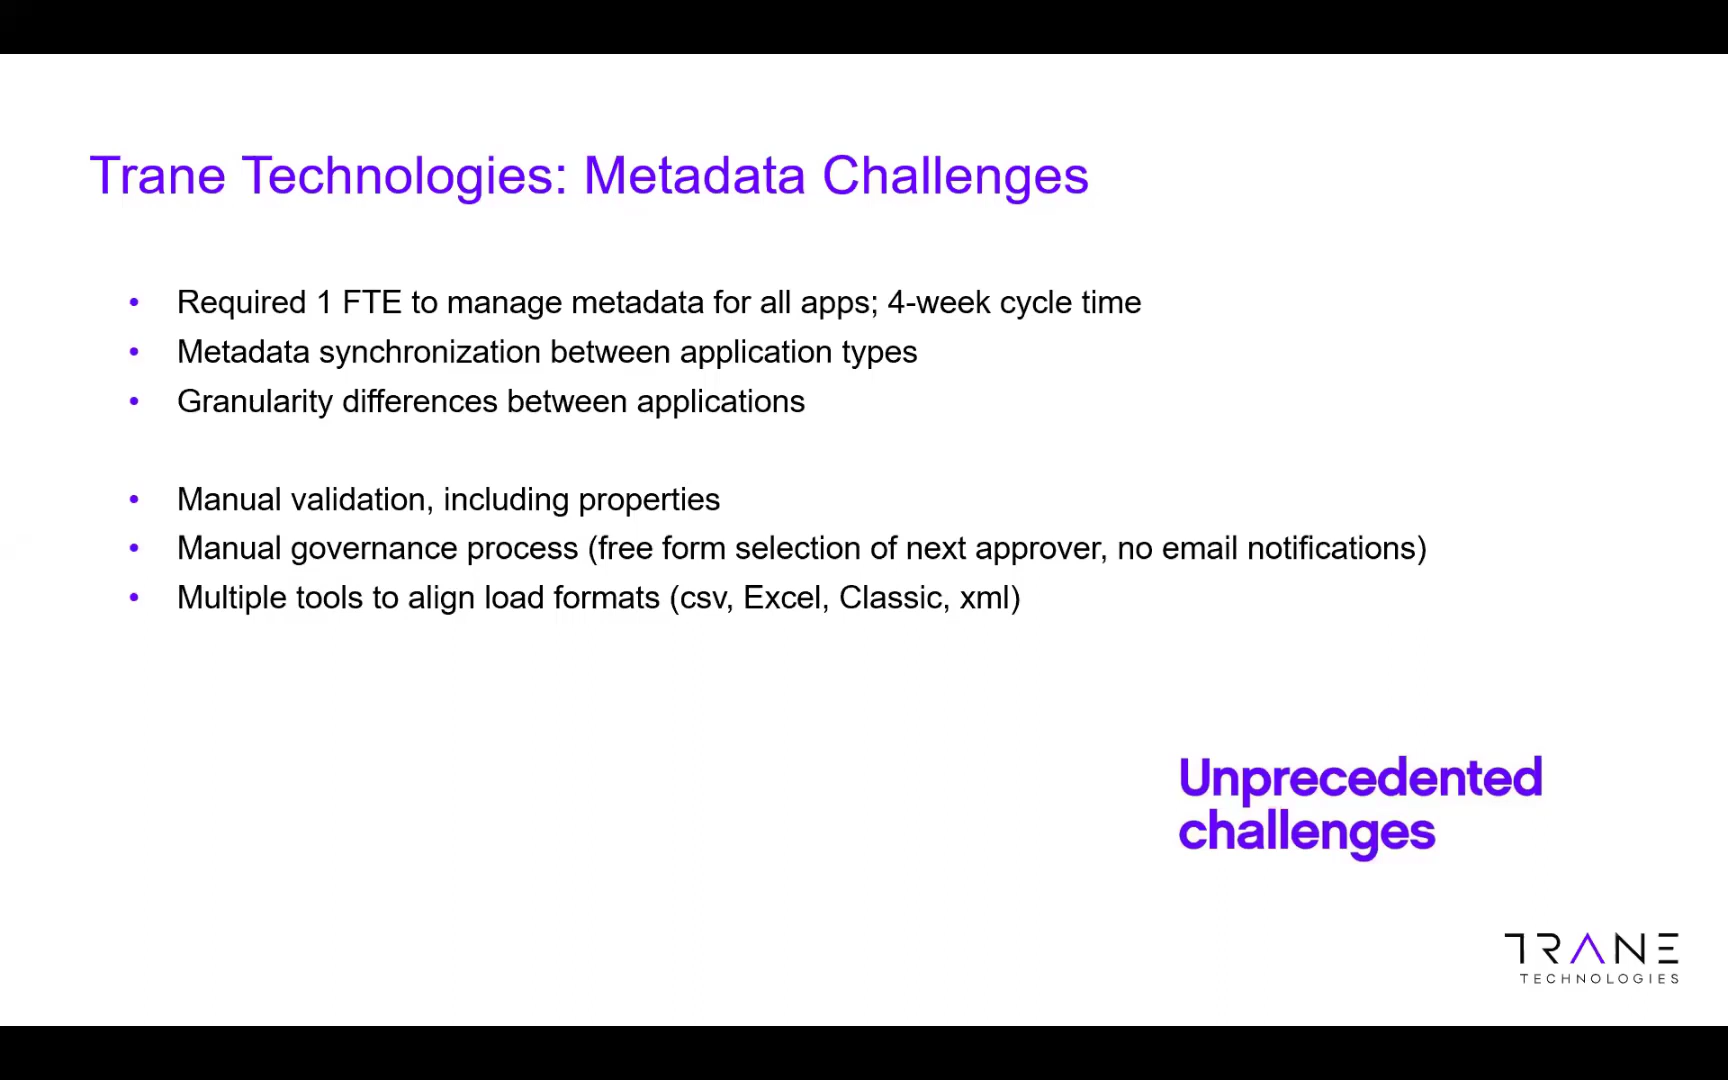 Trane Technologies: Metadata Challenges
• Required 1 FTE to manage metadata for all apps; 4-week cycle time
• Metadata synchronization between application types
• Granularity differences between applications
• Manual validation, including properties
• Manual governance process (free form selection of next approver, no email notifications)
• Multiple tools to align load formats (csv, Excel, Classic, xml)
Unprecedented
challenges
TRANE
TECHNOLOGIES